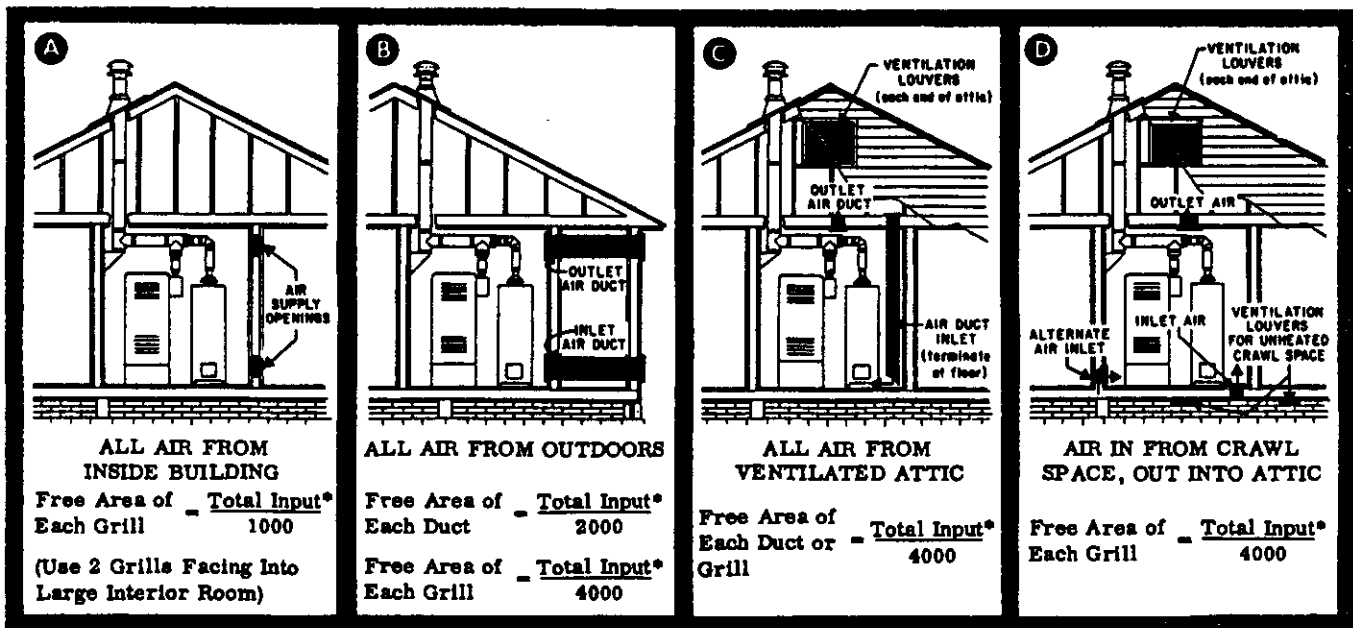 A
AIR
SUPPLY
OPENINGS
ALL AIR FROM
INSIDE BUILDING
Free Area of
Each Grill = Total Input*
1000
(Use 2 Grills Facing Into
Large Interior Room)
B
OUTLET
AIR DUCT
INLET
AIR DUCT
ALL AIR FROM OUTDOORS
Free Area of
Each Duct = Total Input*
2000
Free Area of
Each Grill = Total Input*
4000
C
VENTILATION
LOUVERS
(each end of attic)
OUTLET
AIR DUCT
AIR DUCT
INLET
(terminate
at floor)
ALL AIR FROM
VENTILATED ATTIC
Free Area of
Each Duct or
Grill = Total Input*
4000
D
VENTILATION
LOUVERS
(each end of attic)
OUTLET AIR
INLET AIR
ALTERNATE
AIR INLET
VENTILATION
LOUVERS
FOR UNHEATED
CRAWL SPACE
AIR IN FROM CRAWL
SPACE, OUT INTO ATTIC
Free Area of
Each Grill = Total Input*
4000